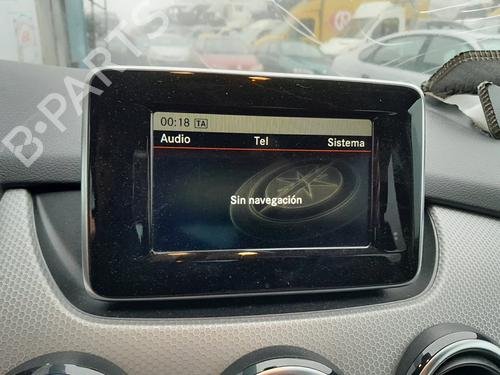 B-PARTS
00:18 TA
Audio Tel Sistema
Sin navegación